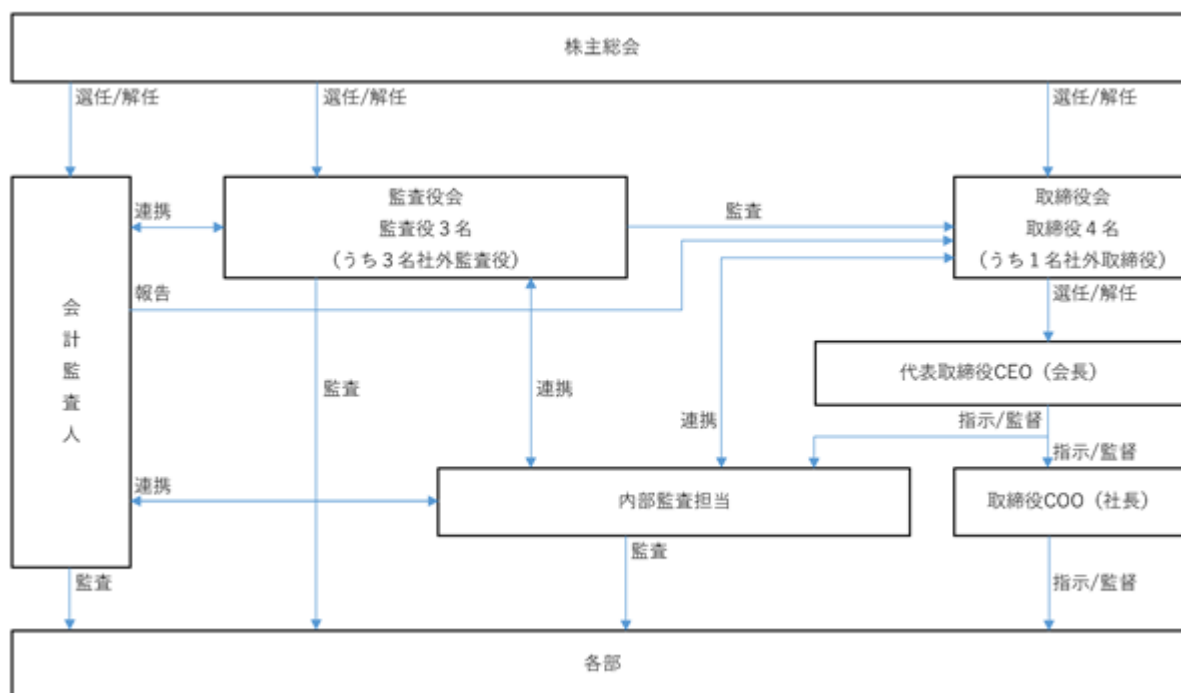 株主総会
選任/解任
選任/解任
選任/解任
監査役会
監査役3名
（うち3名社外監査役）
取締役会
取締役4名
（うち1名社外取締役）
連携
監査
報告
選任/解任
会計監査人
代表取締役CEO（会長）
監査
連携
連携
指示/監督
指示/監督
連携
内部監査担当
取締役COO（社長）
監査
監査
指示/監督
各部